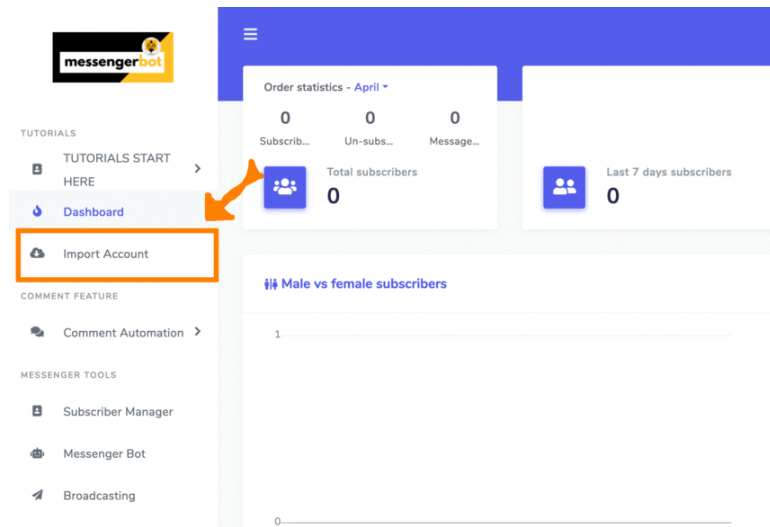 messengerbot
TUTORIALS
TUTORIALS START
HERE
Dashboard
Import Account
COMMENT FEATURE
Comment Automation
MESSENGER TOOLS
Subscriber Manager
Messenger Bot
Broadcasting
Order statistics - April
0
0
0
Subscrib...
Un-subs...
Message...
Total subscribers
0
Last 7 days subscribers
0
Male vs female subscribers
1
0